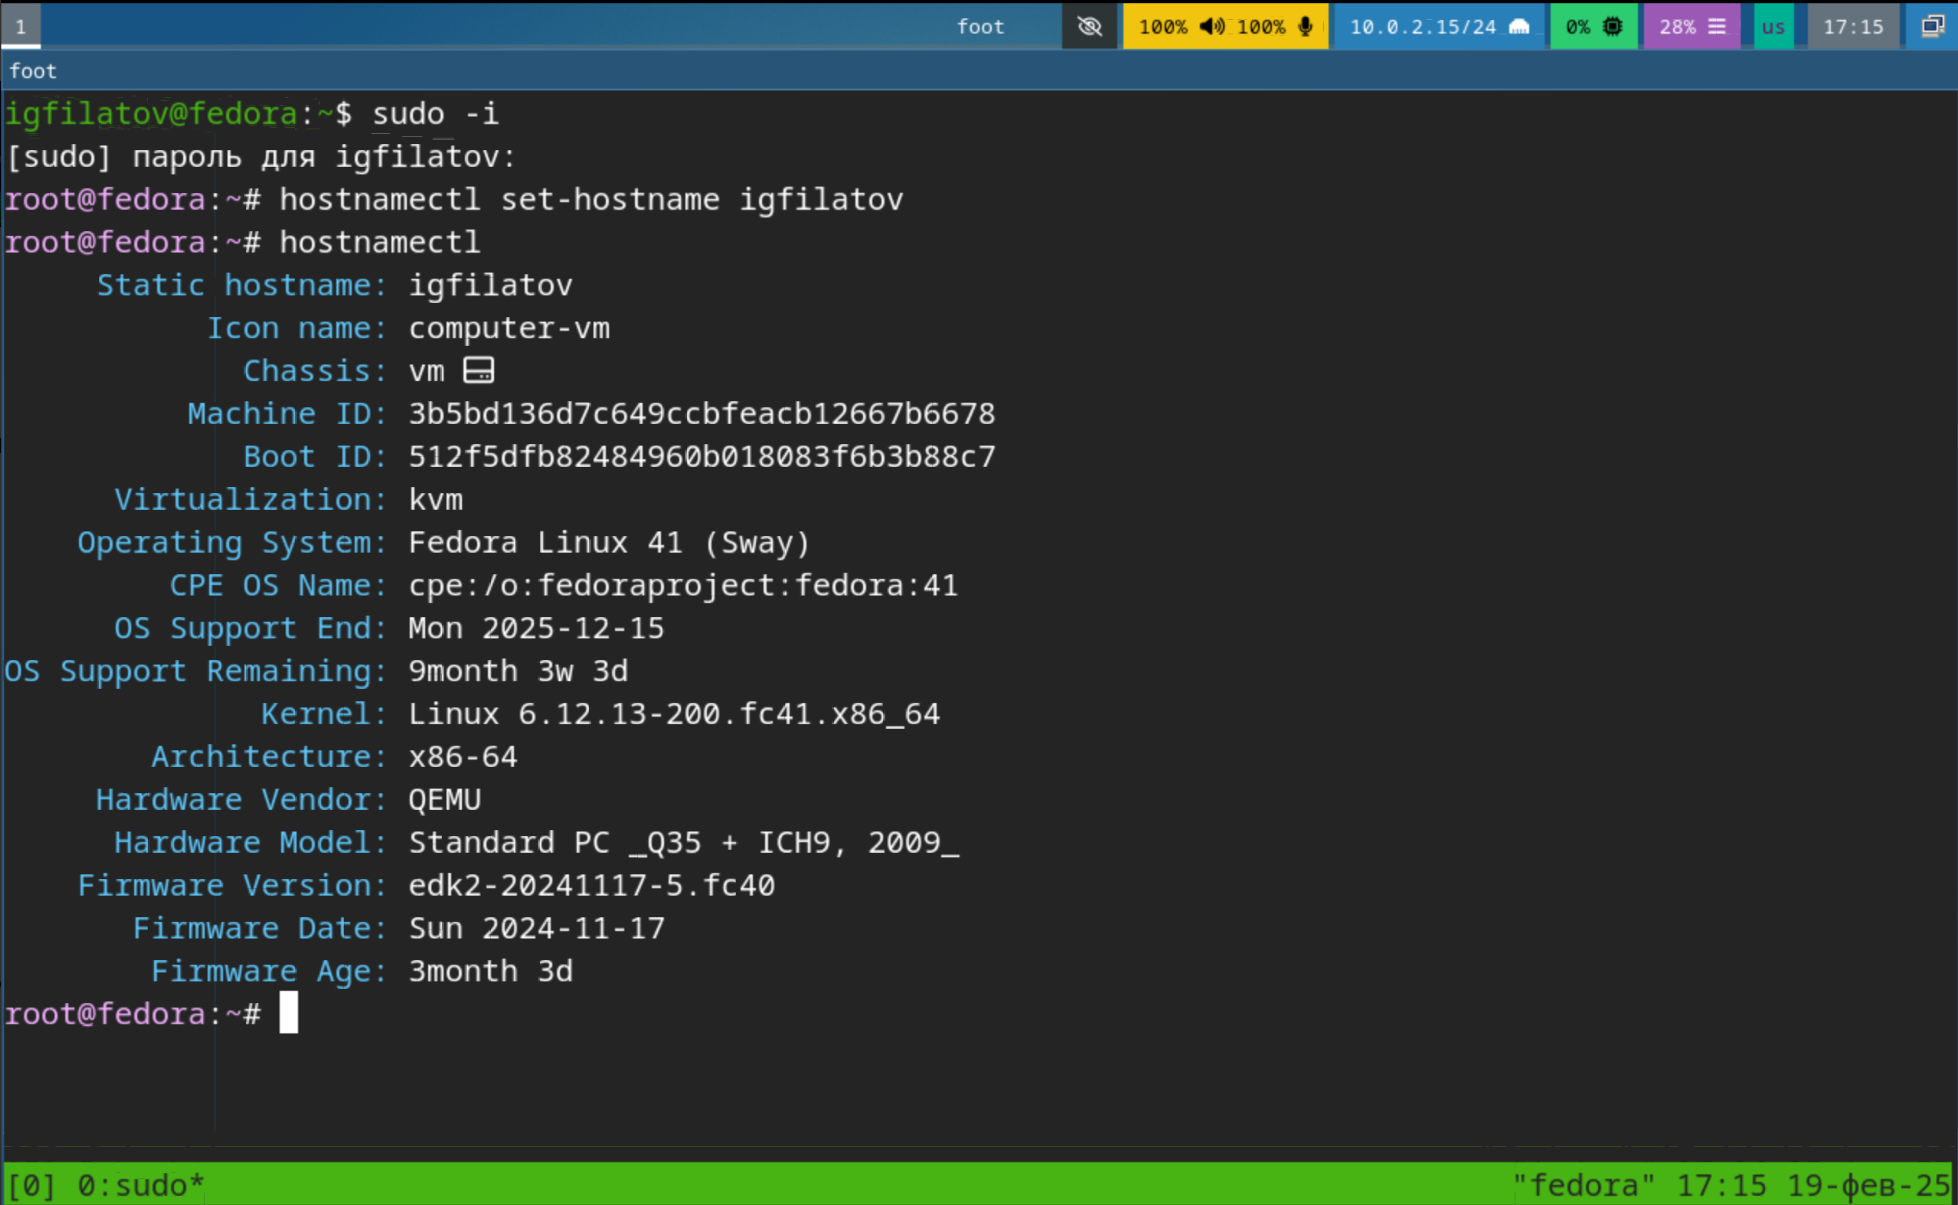 1 foot 100% 100% 10.0.2.15/24 0% 28% us 17:15
foot
igfilatov@fedora:~$ sudo -i
[sudo] пароль для igfilatov:
root@fedora:~# hostnamectl set-hostname igfilatov
root@fedora:~# hostnamectl
Static hostname: igfilatov
Icon name: computer-vm
Chassis: vm
Machine ID: 3b5bd136d7c649ccbfeacb12667b6678
Boot ID: 512f5dfb82484960b018083f6b3b88c7
Virtualization: kvm
Operating System: Fedora Linux 41 (Sway)
CPE OS Name: cpe:/o:fedoraproject:fedora:41
OS Support End: Mon 2025-12-15
OS Support Remaining: 9month 3w 3d
Kernel: Linux 6.12.13-200.fc41.x86_64
Architecture: x86-64
Hardware Vendor: QEMU
Hardware Model: Standard PC _Q35 + ICH9, 2009_
Firmware Version: edk2-20241117-5.fc40
Firmware Date: Sun 2024-11-17
Firmware Age: 3month 3d
root@fedora:~#
[0] 0:sudo* "fedora" 17:15 19-фев-25